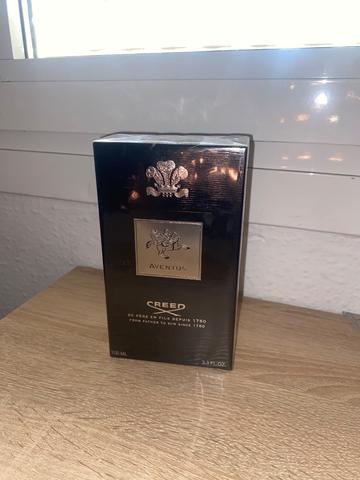 AVENTUS
CREED
DE PÈRE EN FILS DEPUIS 1760
FROM FATHER TO SON SINCE 1760
100 ML
3.3 FL.OZ.